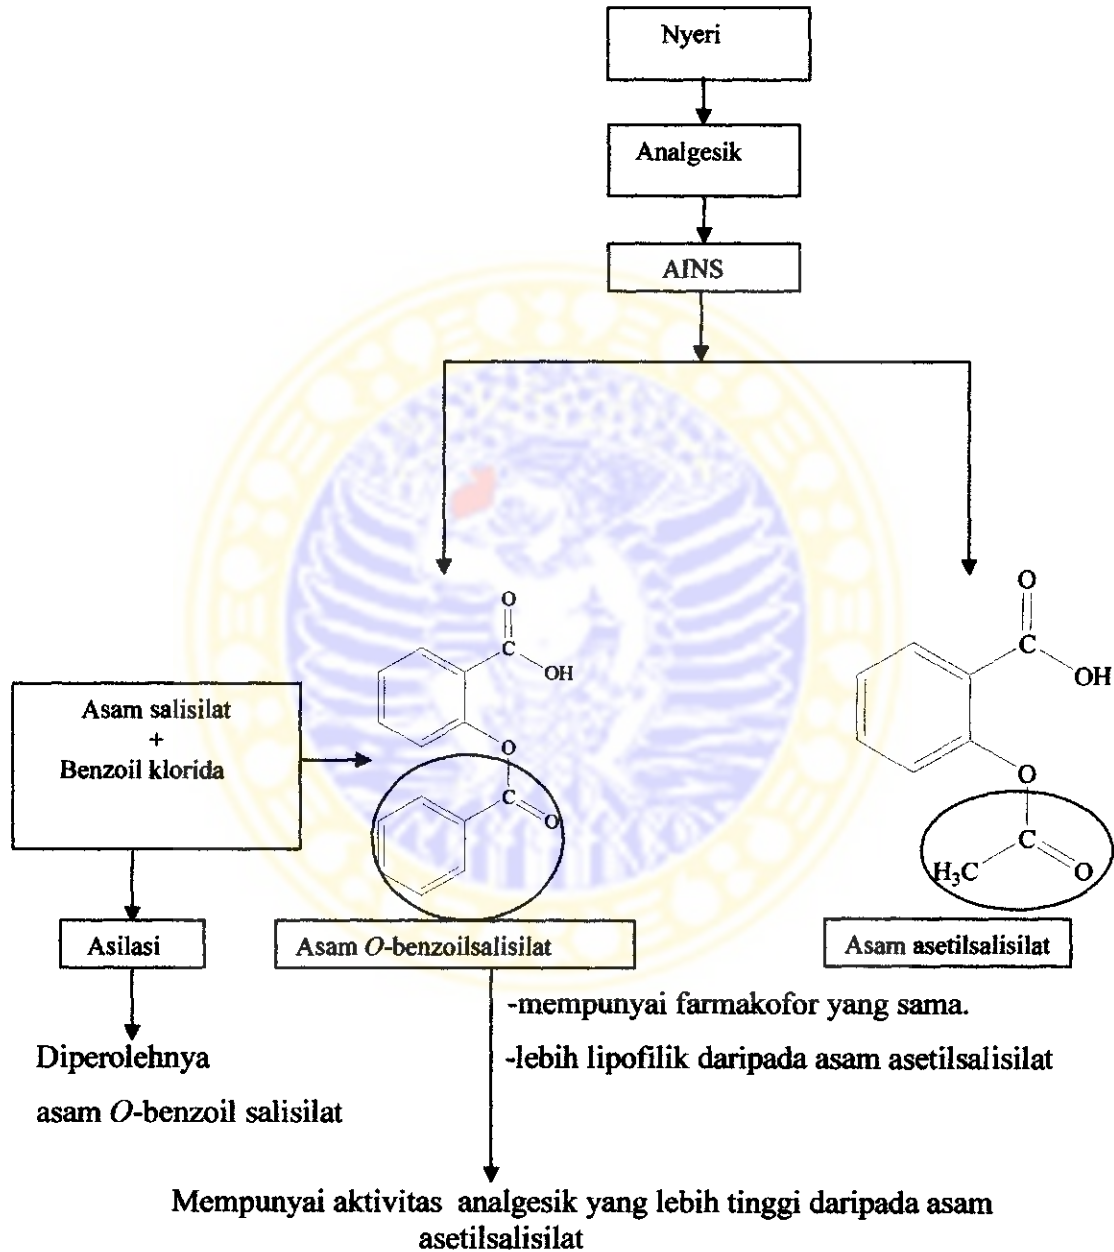 Nyeri
Analgesik
AINS
O
C
OH
O
C
O
O
C
OH
O
C
H₃C
O
Asam salisilat
+
Benzoil klorida
Asilasi
Asam O-benzoilsalisilat
Asam asetilsalisilat
-mempunyai farmakofor yang sama.
-lebih lipofilik daripada asam asetilsalisilat
Diperolehnya
asam O-benzoil salisilat
Mempunyai aktivitas analgesik yang lebih tinggi daripada asam
asetilsalisilat